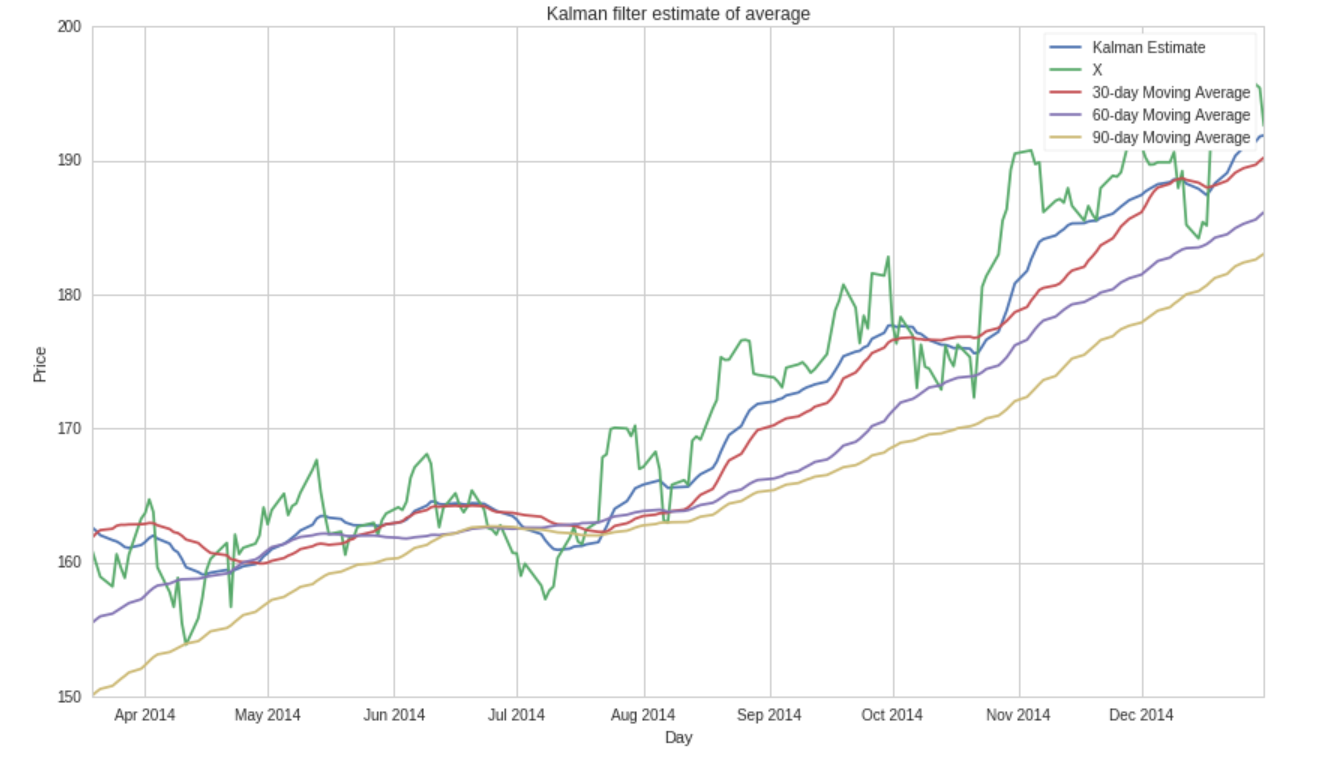 Kalman filter estimate of average
200
190
180
170
160
150
Price
Kalman Estimate
X
30-day Moving Average
60-day Moving Average
90-day Moving Average
Apr 2014
May 2014
Jun 2014
Jul 2014
Aug 2014
Sep 2014
Oct 2014
Nov 2014
Dec 2014
Day